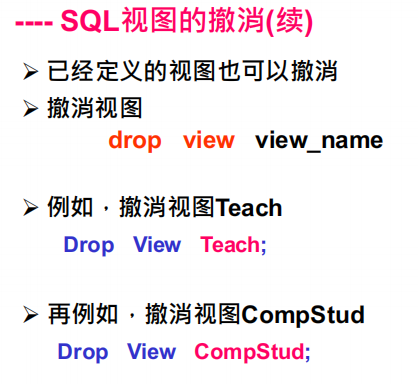 ---- SQL视图的撤消(续)
➢ 已经定义的视图也可以撤消
➢ 撤消视图
drop view view_name
➢ 例如，撤消视图Teach
Drop View Teach;
➢ 再例如，撤消视图CompStud
Drop View CompStud;